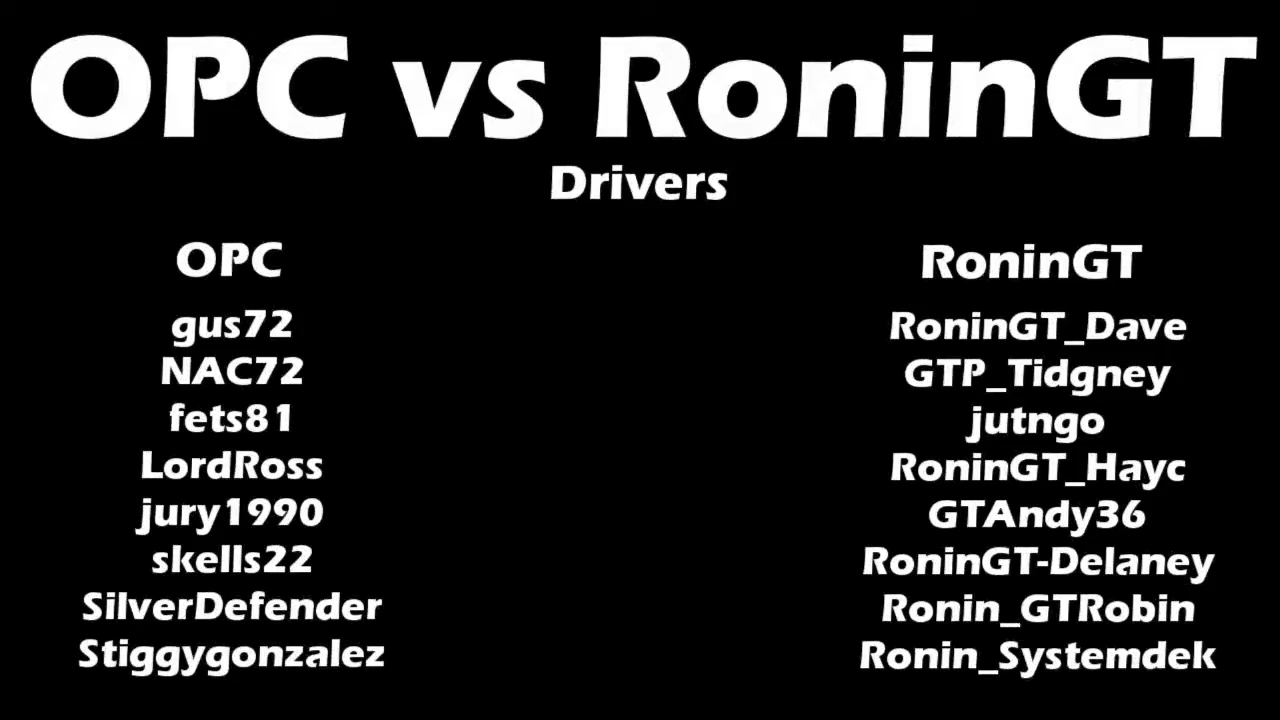 OPC vs RoninGT
Drivers
OPC
gus72
NAC72
fets81
LordRoss
jury1990
skells22
SilverDefender
Stiggygonzalez
RoninGT
RoninGT_Dave
GTP_Tidgney
jutngo
RoninGT_Hayc
GTAndy36
RoninGT-Delaney
Ronin_GTRobin
Ronin_Systemdek